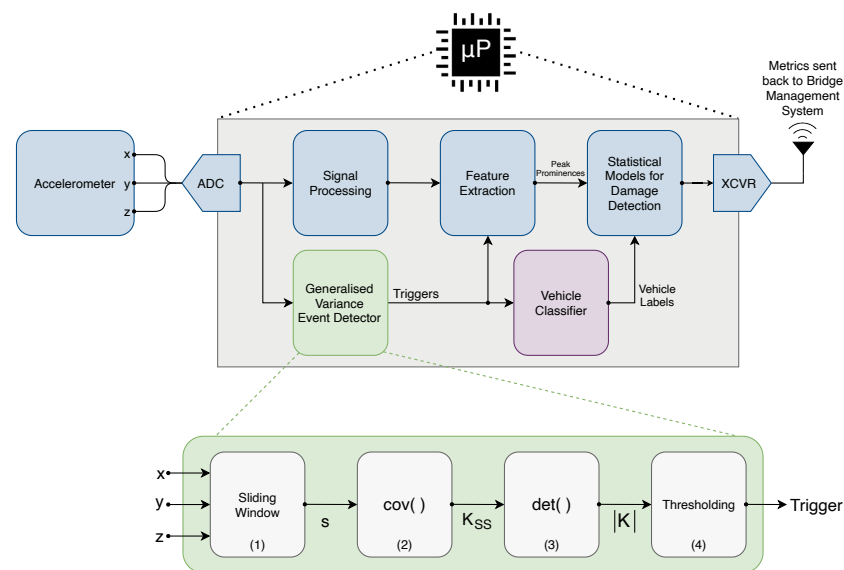 μP
Metrics sent
back to Bridge
Management
System
Accelerometer
x
y
z
ADC
Signal
Processing
Feature
Extraction
Peak
Prominences
Statistical
Models for
Damage
Detection
XCVR
Generalised
Variance
Event Detector
Triggers
Vehicle
Classifier
Vehicle
Labels
x
y
z
Sliding
Window
(1)
s
cov( )
(2)
KSS
det( )
(3)
|K|
Thresholding
(4)
Trigger